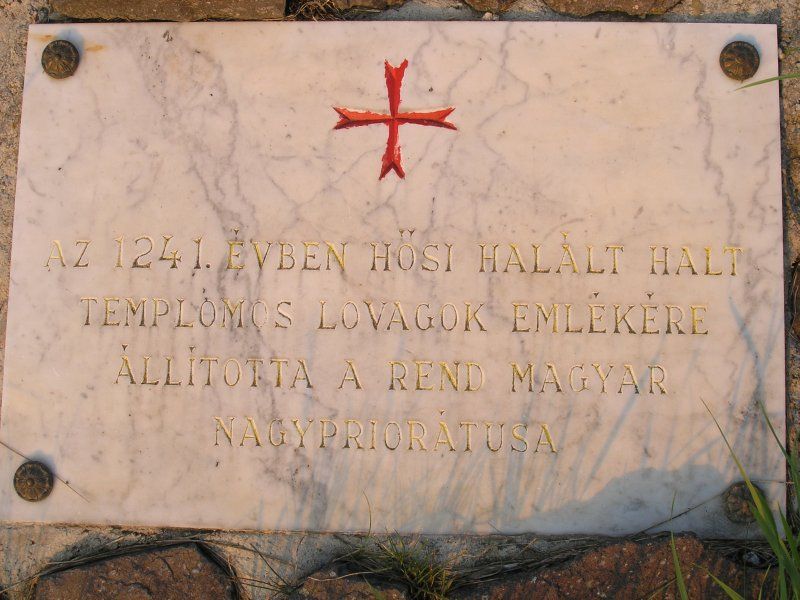 AZ 1241. ÉVBEN HŐSI HALÁLT HALT
TEMPLOMOS LOVAGOK EMLÉKÉRE
ÁLLÍTOTTA A REND MAGYAR
NAGYPRIORÁTUSA